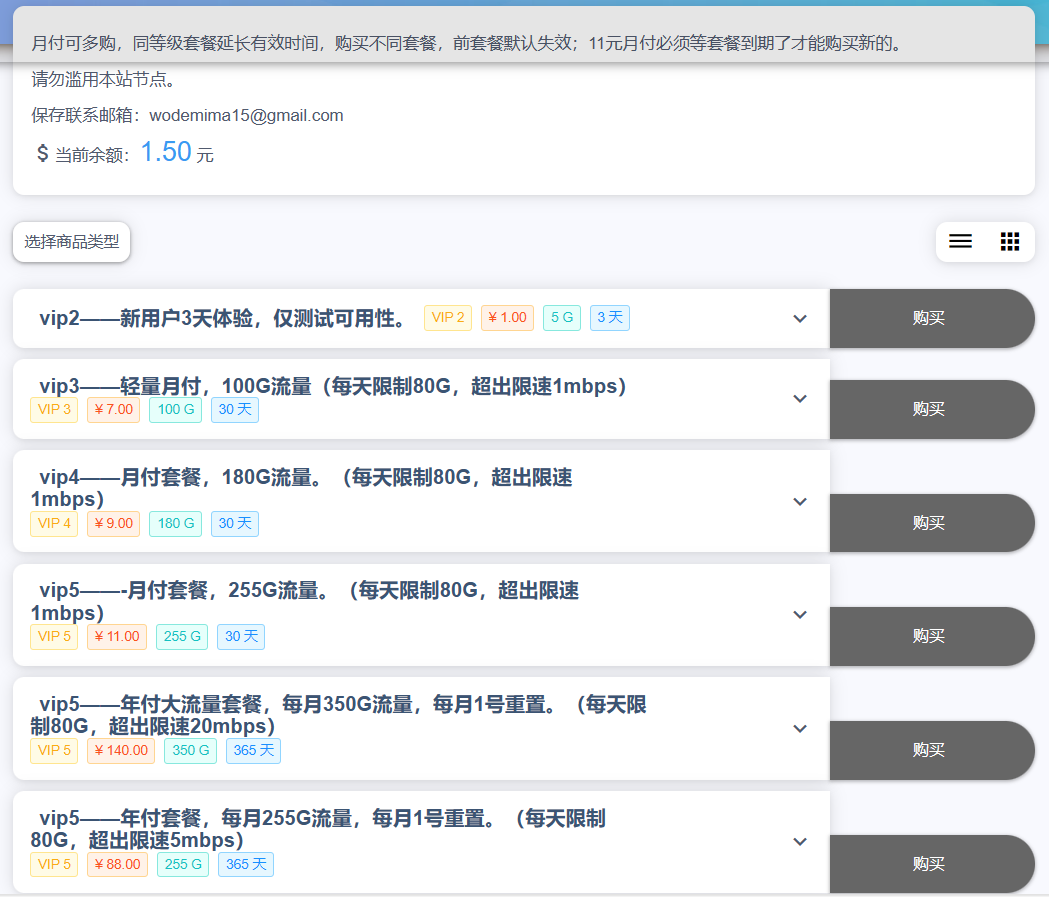 月付可多购，同等级套餐延长有效时间，购买不同套餐，前套餐默认失效；11元月付必须等套餐到期了才能购买新的。
请勿滥用本站节点。
保存联系邮箱：wodemima15@gmail.com
$ 当前余额：1.50 元
选择商品类型
vip2——新用户3天体验，仅测试可用性。 VIP 2 ¥ 1.00 5 G 3 天
购买
vip3——轻量月付，100G流量（每天限制80G，超出限速1mbps）
VIP 3 ¥ 7.00 100 G 30 天
购买
vip4——月付套餐，180G流量。（每天限制80G，超出限速
1mbps）
VIP 4 ¥ 9.00 180 G 30 天
购买
vip5——-月付套餐，255G流量。（每天限制80G，超出限速
1mbps）
VIP 5 ¥ 11.00 255 G 30 天
购买
vip5——年付大流量套餐，每月350G流量，每月1号重置。（每天限
制80G，超出限速20mbps）
VIP 5 ¥ 140.00 350 G 365 天
购买
vip5——年付套餐，每月255G流量，每月1号重置。（每天限制
80G，超出限速5mbps）
VIP 5 ¥ 88.00 255 G 365 天
购买